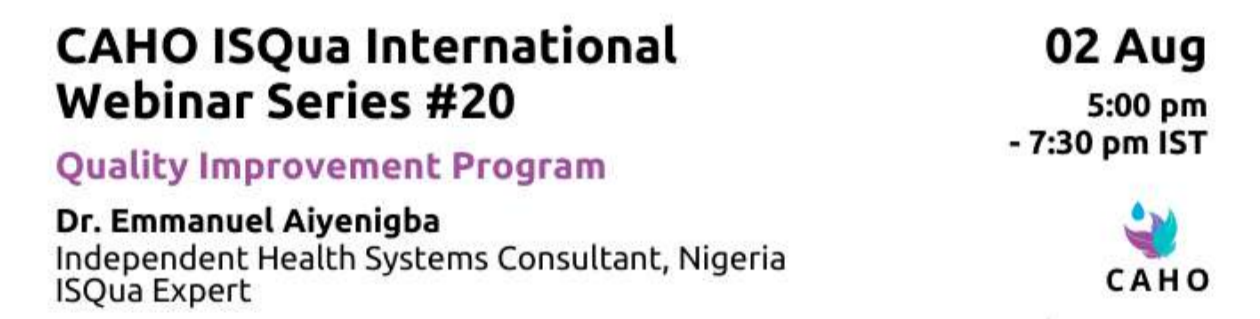 CAHO ISQua International
Webinar Series #20
Quality Improvement Program
Dr. Emmanuel Aiyenigba
Independent Health Systems Consultant, Nigeria
ISQua Expert
02 Aug
5:00 pm
- 7:30 pm IST
CAHO